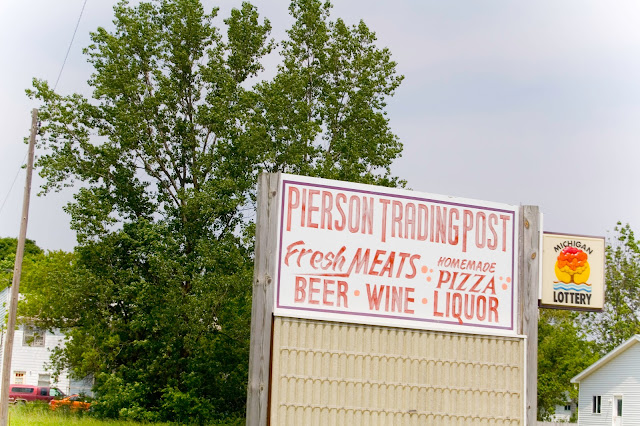 PIERSON TRADING POST
Fresh MEATS • HOMEMADE PIZZA
BEER • WINE • LIQUOR
MICHIGAN
LOTTERY